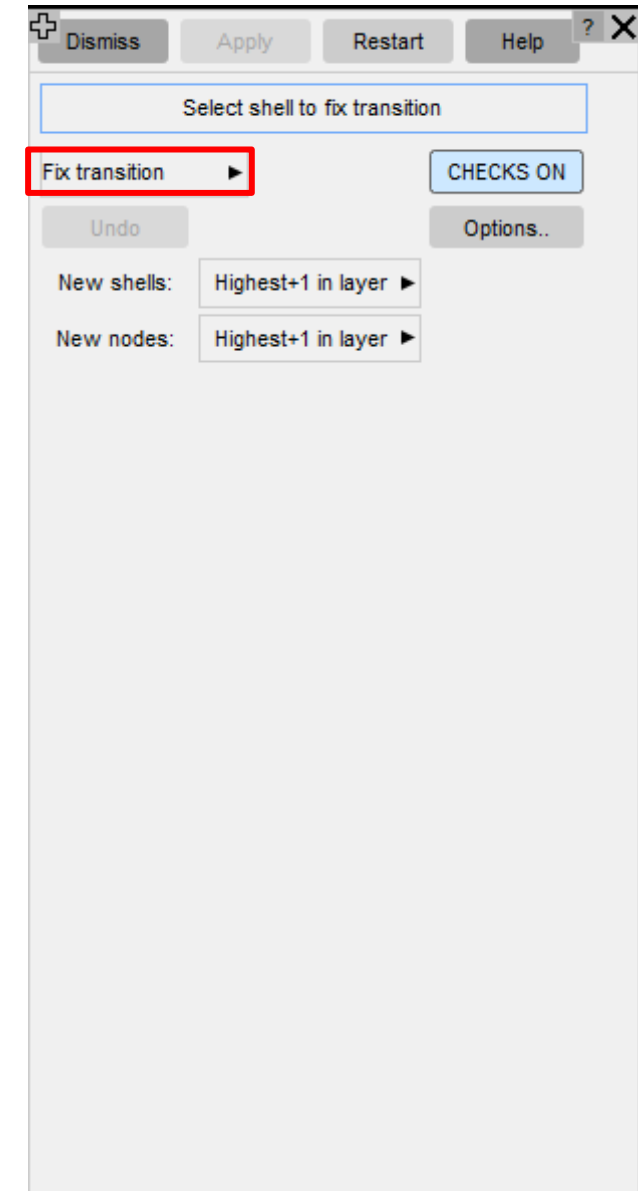 Dismiss Apply Restart Help ? X
Select shell to fix transition
Fix transition CHECKS ON
Undo Options..
New shells: Highest+1 in layer
New nodes: Highest+1 in layer